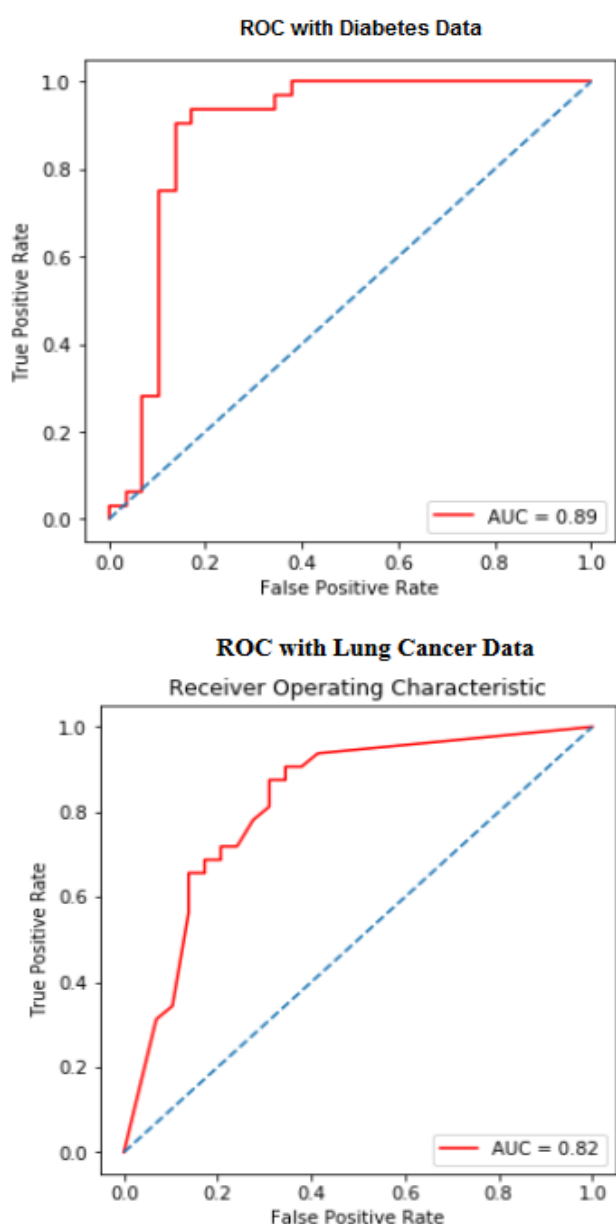 ROC with Diabetes Data
1.0
0.8
0.6
0.4
0.2
0.0
True Positive Rate
AUC = 0.89
0.0 0.2 0.4 0.6 0.8 1.0
False Positive Rate
ROC with Lung Cancer Data
Receiver Operating Characteristic
1.0
0.8
0.6
0.4
0.2
0.0
True Positive Rate
AUC = 0.82
0.0 0.2 0.4 0.6 0.8 1.0
False Positive Rate